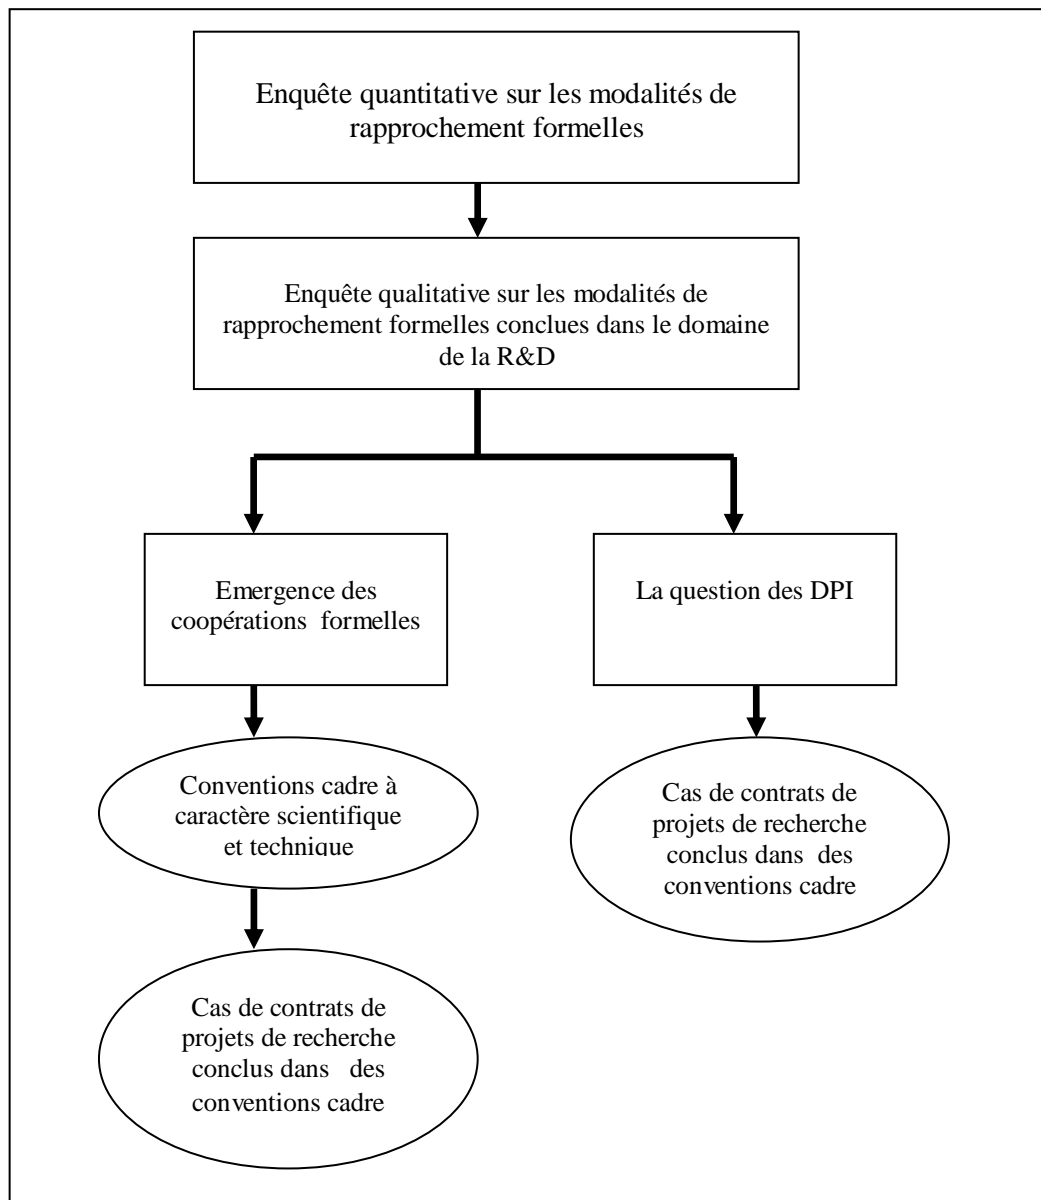 Enquête quantitative sur les modalités de
rapprochement formelles
Enquête qualitative sur les modalités de
rapprochement formelles conclues dans le domaine
de la R&D
Emergence des
coopérations formelles
La question des DPI
Conventions cadre à
caractère scientifique
et technique
Cas de contrats de
projets de recherche
conclus dans des
conventions cadre
Cas de contrats de
projets de recherche
conclus dans des
conventions cadre